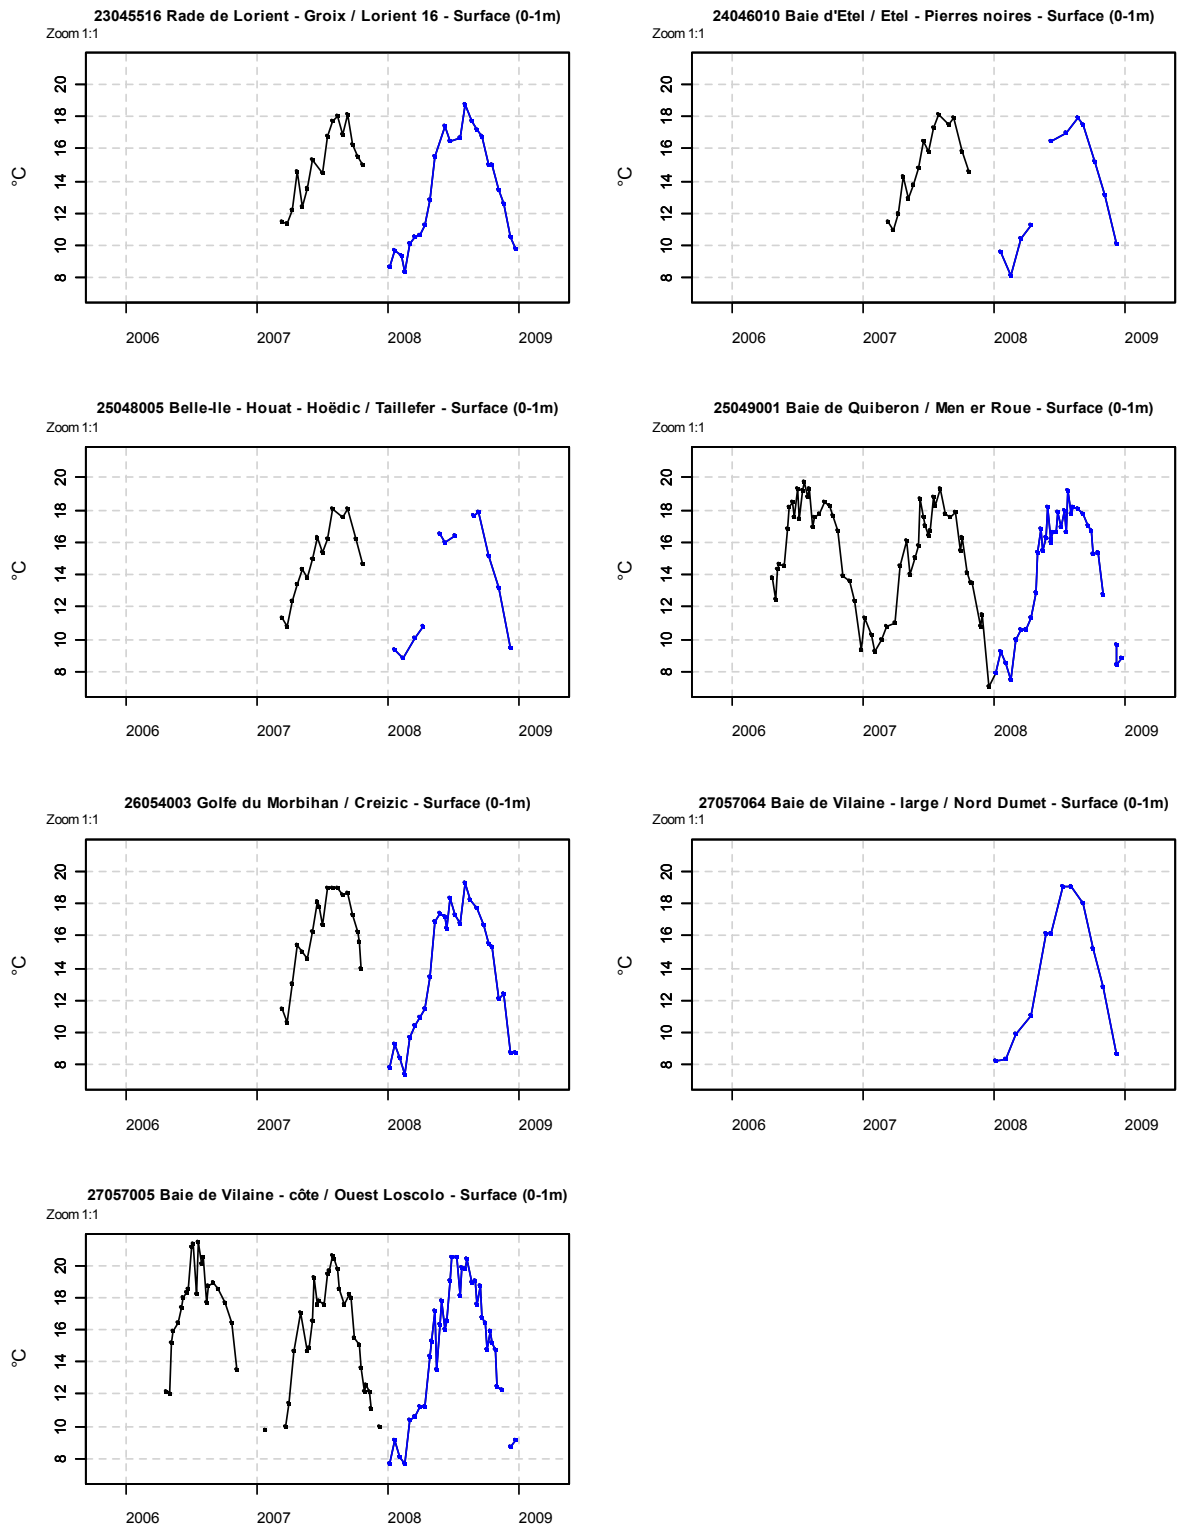 23045516 Rade de Lorient - Groix / Lorient 16 - Surface (0-1m)
Zoom 1:1
°C
20
18
16
14
12
10
8
2006 2007 2008 2009
24046010 Baie d'Etel / Etel - Pierres noires - Surface (0-1m)
Zoom 1:1
°C
20
18
16
14
12
10
8
2006 2007 2008 2009
25048005 Belle-Ile - Houat - Hoëdic / Taillefer - Surface (0-1m)
Zoom 1:1
°C
20
18
16
14
12
10
8
2006 2007 2008 2009
25049001 Baie de Quiberon / Men er Roue - Surface (0-1m)
Zoom 1:1
°C
20
18
16
14
12
10
8
2006 2007 2008 2009
26054003 Golfe du Morbihan / Creizic - Surface (0-1m)
Zoom 1:1
°C
20
18
16
14
12
10
8
2006 2007 2008 2009
27057064 Baie de Vilaine - large / Nord Dumet - Surface (0-1m)
Zoom 1:1
°C
20
18
16
14
12
10
8
2006 2007 2008 2009
27057005 Baie de Vilaine - côte / Ouest Loscolo - Surface (0-1m)
Zoom 1:1
°C
20
18
16
14
12
10
8
2006 2007 2008 2009